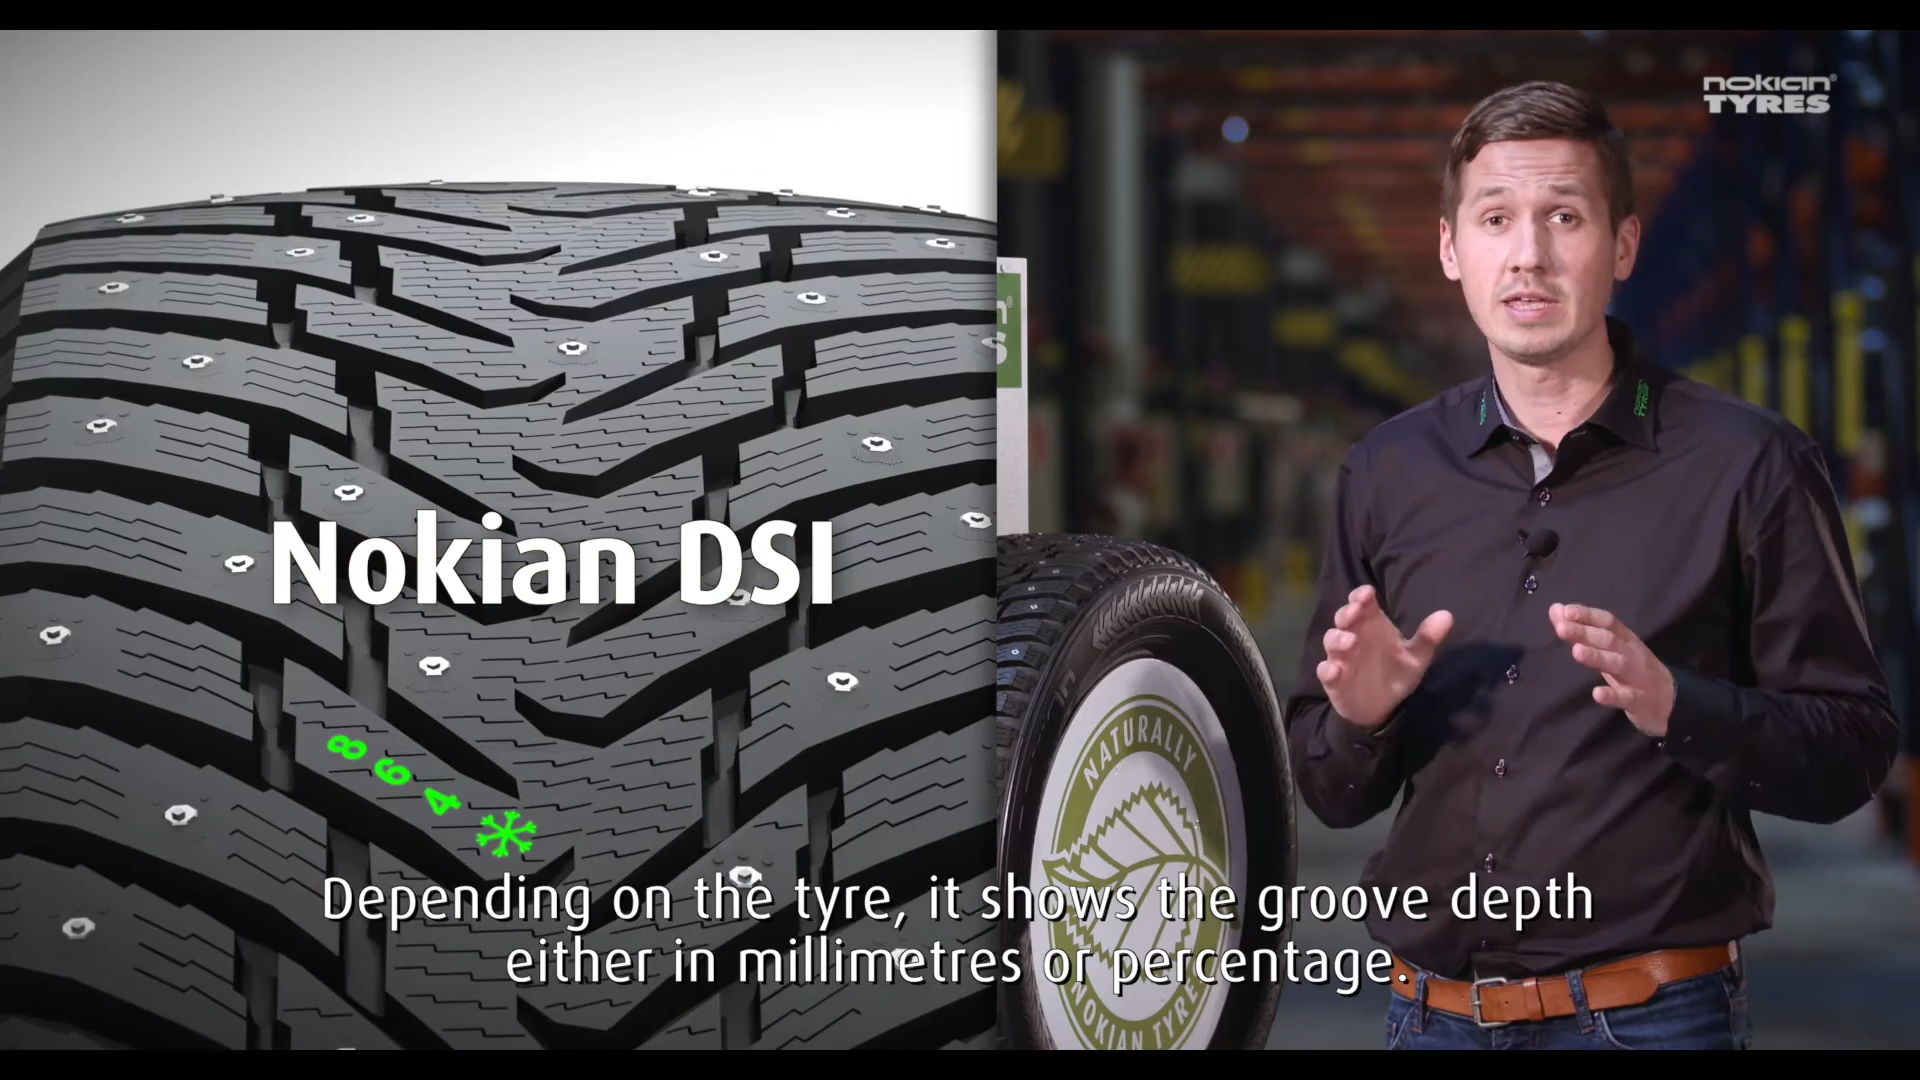 nokian®
TYRES
Nokian DSI
8 6 4
NATURALLY
NOKIAN TYRE
Depending on the tyre, it shows the groove depth
either in millimetres or percentage.